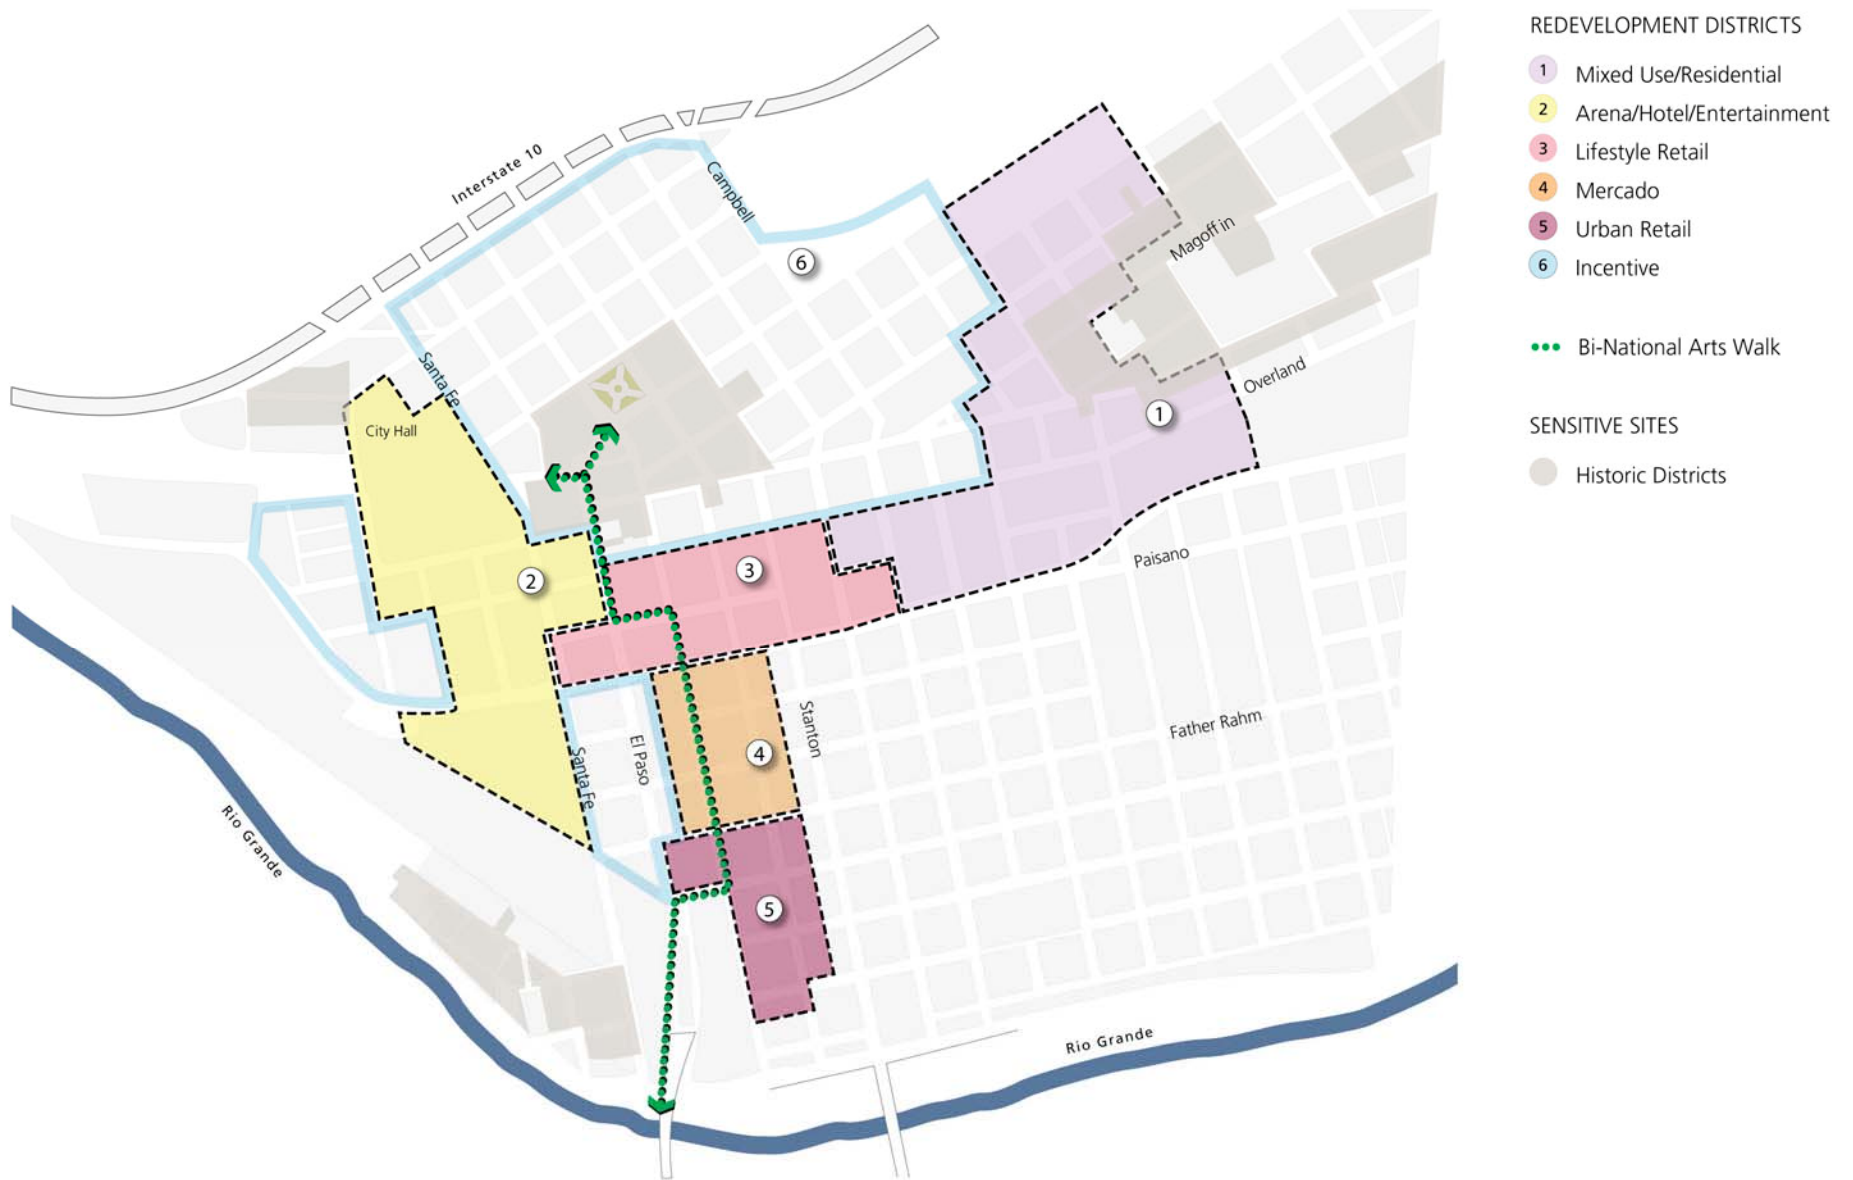 REDEVELOPMENT DISTRICTS
1 Mixed Use/Residential
2 Arena/Hotel/Entertainment
3 Lifestyle Retail
4 Mercado
5 Urban Retail
6 Incentive
Bi-National Arts Walk
SENSITIVE SITES
Historic Districts
Interstate 10
Campbell
6
Magoffin
Santa Fe
Overland
1
City Hall
Paisano
3
2
Stanton
Father Rahm
El Paso
4
Santa Fe
Rio Grande
5
Rio Grande